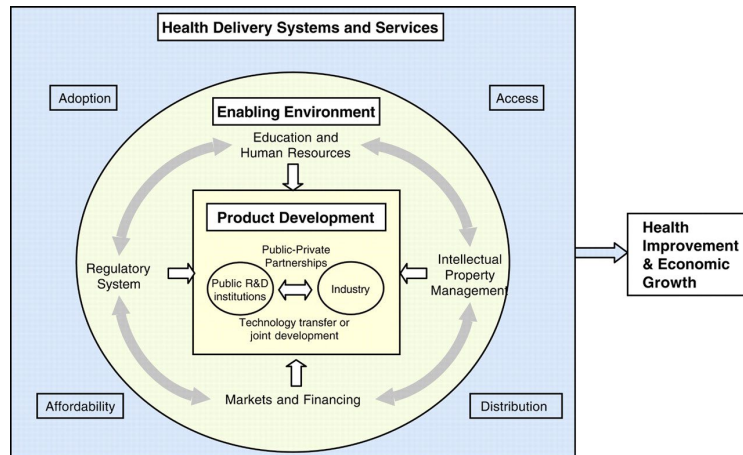 Health Delivery Systems and Services
Adoption
Access
Enabling Environment
Education and
Human Resources
Product Development
Public-Private
Partnerships
Regulatory
System
Public R&D
institutions
Industry
Intellectual
Property
Management
Technology transfer or
joint development
Markets and Financing
Affordability
Distribution
Health
Improvement
& Economic
Growth